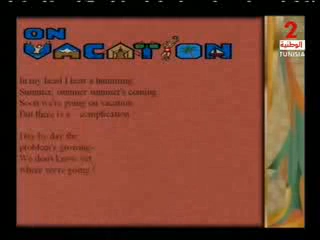 ON
VACATION
2
الوطنية
TUNISIA
In my head I hear a humming,
Summer, summer summer's coming
Soon we're going on vacation
But there is a complication
Day by day the
problem's growing-
We don't know yet
where we're going !